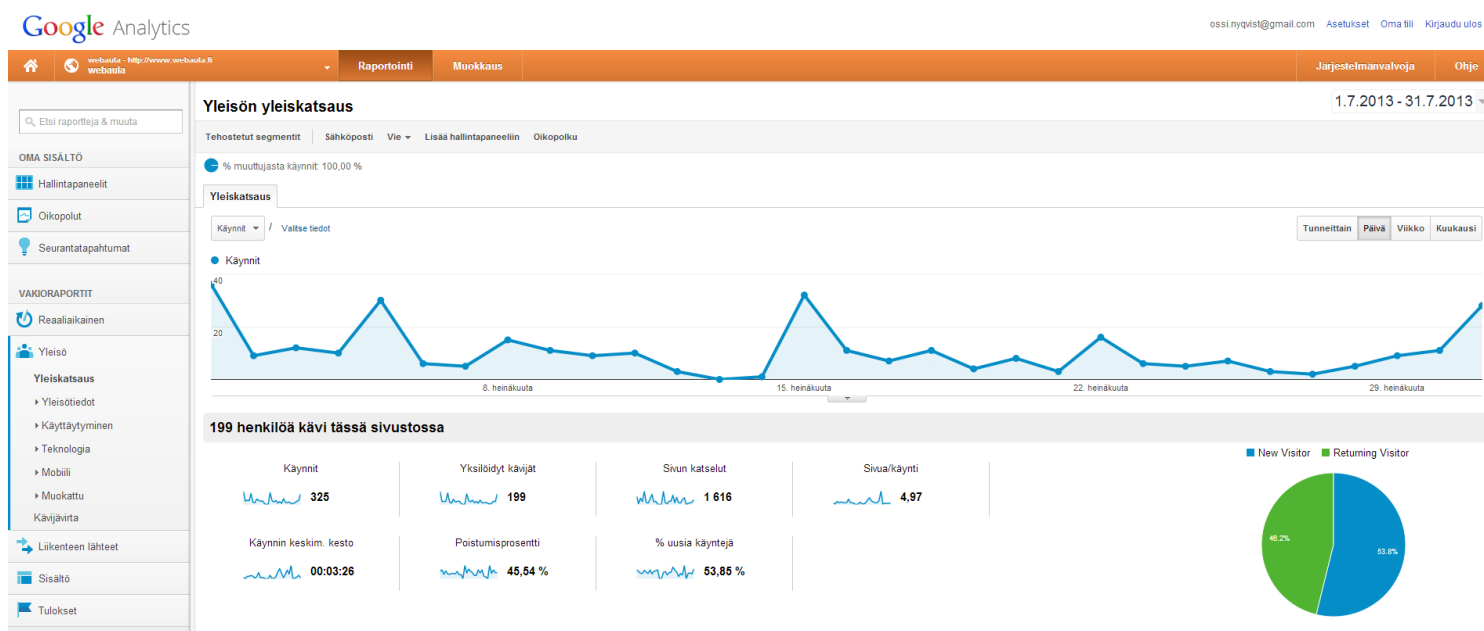 Google Analytics
ossi.nyqvist@gmail.com Asetukset Oma tili Kirjaudu ulos
webaula - http://www.webaula.fi
webaula
Raportointi Muokkaus Järjestelmänvalvoja Ohje
Etsi raportteja & muuta
OMA SISÄLTÖ
Hallintapaneelit
Oikopolut
Seurantatapahtumat
VAKIORAPORTIT
Reaaliaikainen
Yleisö
Yleiskatsaus
Yleisötiedot
Käyttäytyminen
Teknologia
Mobiili
Muokattu
Kävijävirta
Liikenteen lähteet
Sisältö
Tulokset
Yleisön yleiskatsaus
1.7.2013 - 31.7.2013
Tehostetut segmentit Sähköposti Vie Lisää hallintapaneeliin Oikopolku
% muuttujasta käynnit: 100,00 %
Yleiskatsaus
Käynnit / Valitse tiedot
Tunneittain Päivä Viikko Kuukausi
Käynnit
40
20
8. heinäkuuta 15. heinäkuuta 22. heinäkuuta 29. heinäkuuta
199 henkilöä kävi tässä sivustossa
Käynnit
325
Yksilöidyt kävijät
199
Sivun katselut
1 616
Sivua/käynti
4,97
Käynnin keskim. kesto
00:03:26
Poistumisprosentti
45,54 %
% uusia käyntejä
53,85 %
New Visitor Returning Visitor
46.2%
53.8%